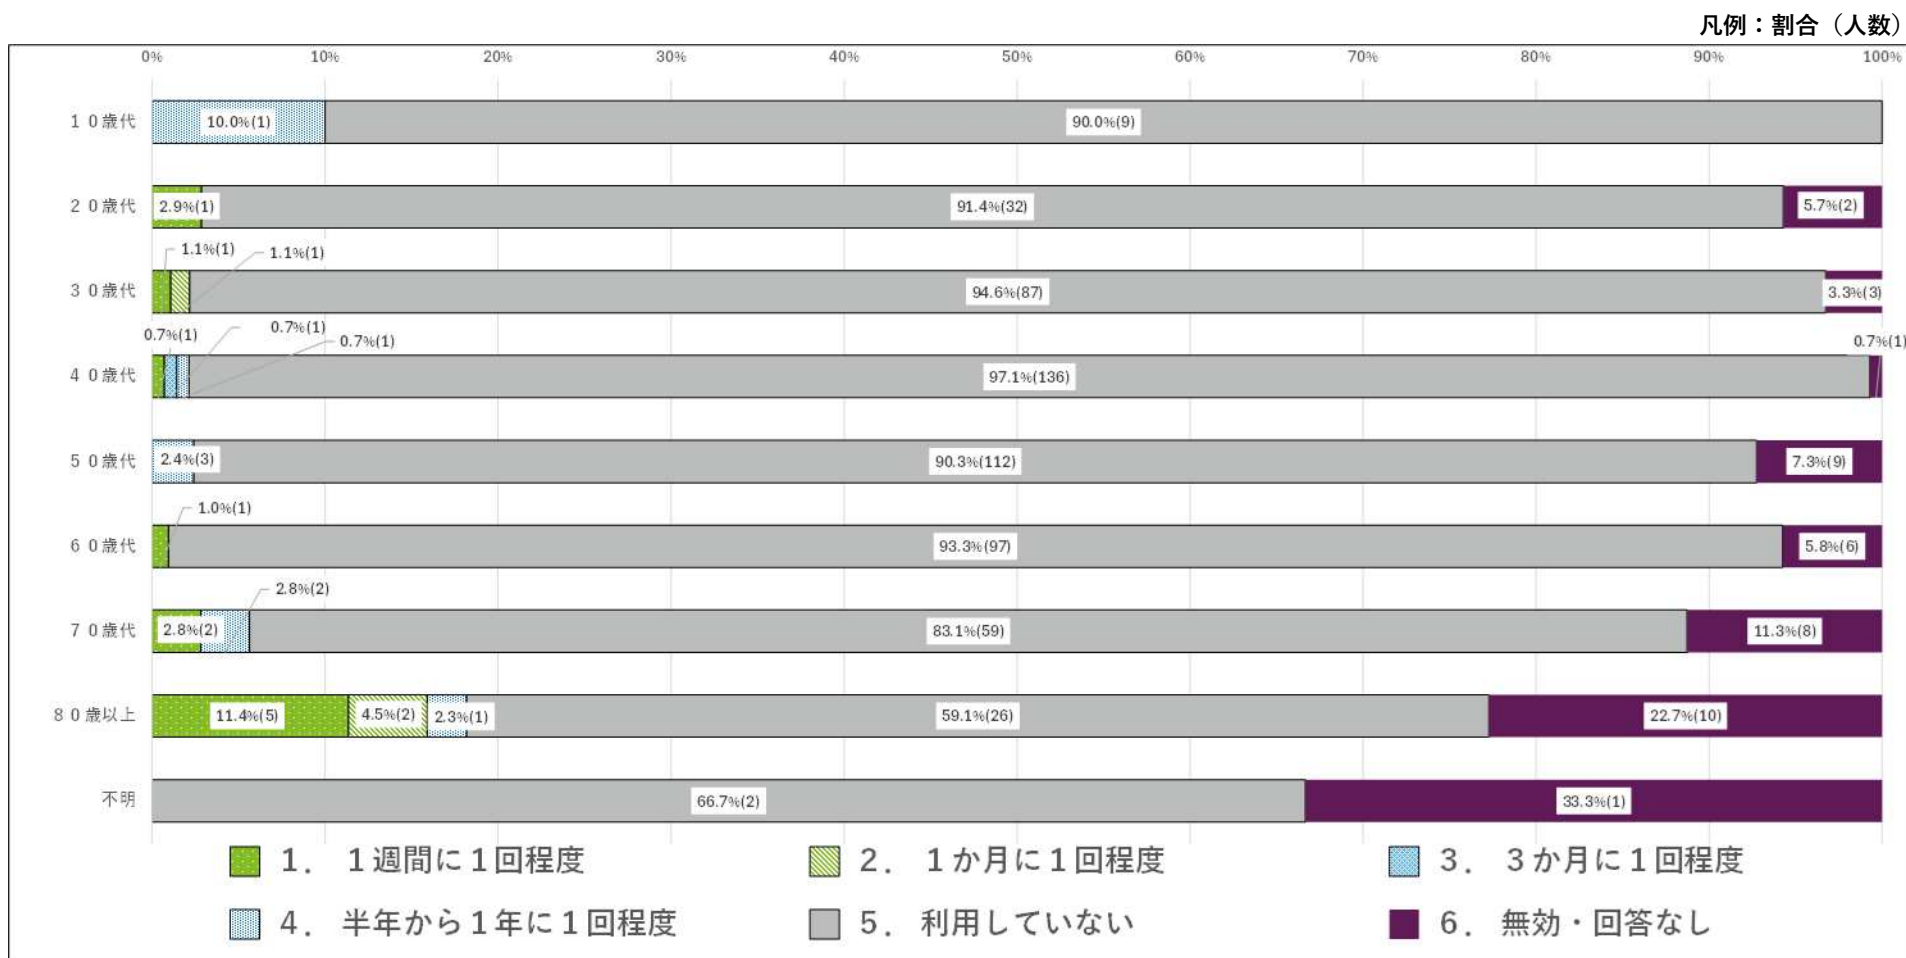 凡例：割合（人数）
0% 10% 20% 30% 40% 50% 60% 70% 80% 90% 100%
１０歳代 10.0%(1) 90.0%(9)
２０歳代 2.9%(1) 91.4%(32) 5.7%(2)
1.1%(1) 1.1%(1)
３０歳代 94.6%(87) 3.3%(3)
0.7%(1) 0.7%(1) 0.7%(1) 0.7%(1)
４０歳代 97.1%(136)
５０歳代 2.4%(3) 90.3%(112) 7.3%(9)
1.0%(1)
６０歳代 93.3%(97) 5.8%(6)
2.8%(2)
７０歳代 2.8%(2) 83.1%(59) 11.3%(8)
８０歳以上 11.4%(5) 4.5%(2) 2.3%(1) 59.1%(26) 22.7%(10)
不明 66.7%(2) 33.3%(1)
１． １週間に１回程度 ２． １か月に１回程度 ３． ３か月に１回程度
４． 半年から１年に１回程度 ５． 利用していない ６． 無効・回答なし